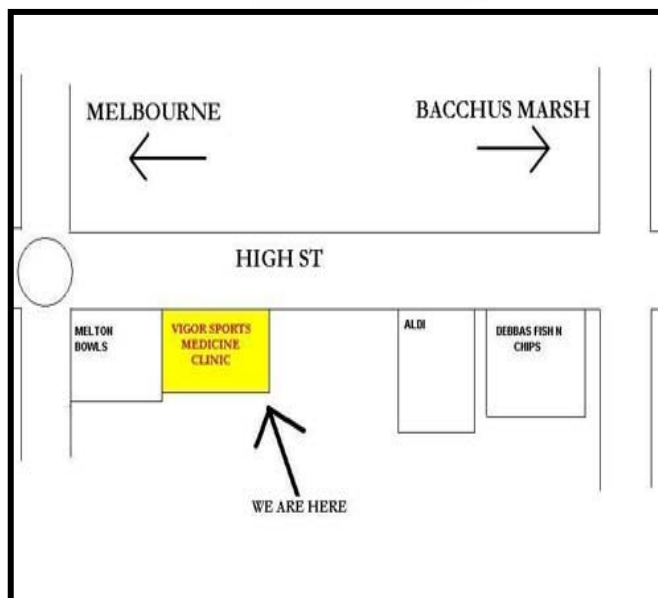 MELBOURNE
BACCHUS MARSH
HIGH ST
MELTON
BOWLS
VIGOR SPORTS
MEDICINE
CLINIC
ALDI
DEBBAS FISH N
CHIPS
WE ARE HERE